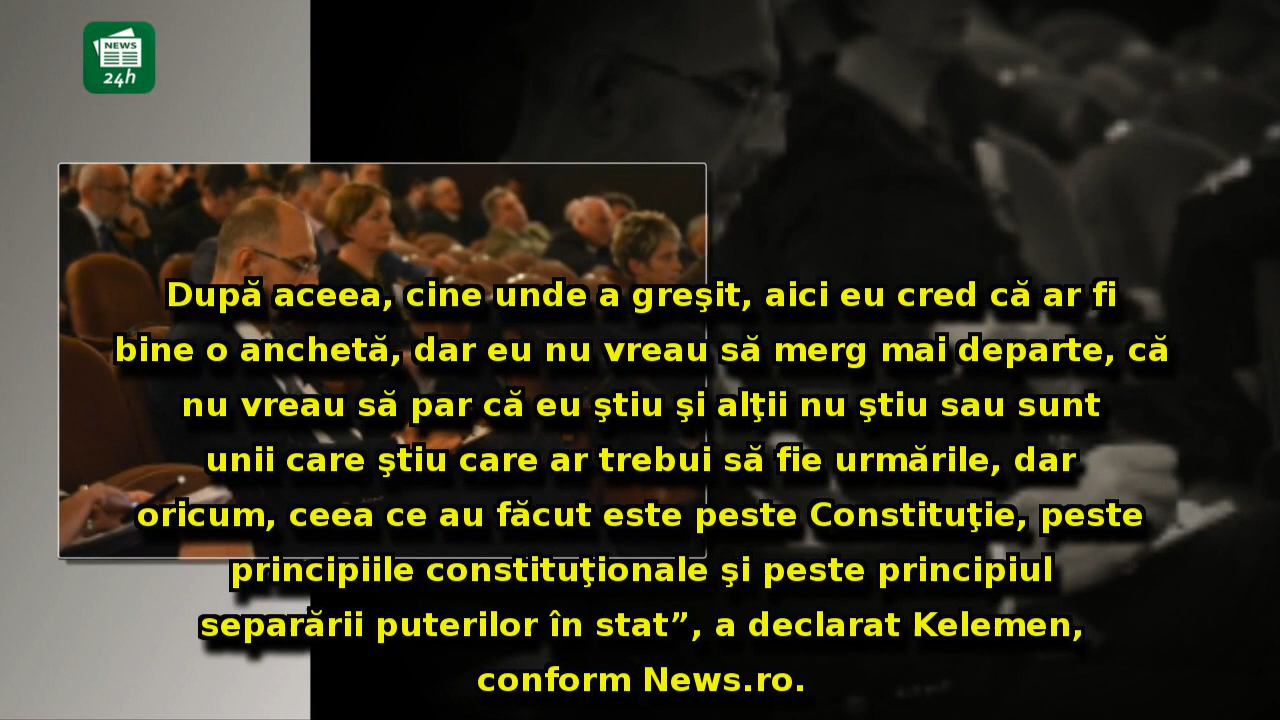 NEWS
24h
După aceea, cine unde a greşit, aici eu cred că ar fi
bine o anchetă, dar eu nu vreau să merg mai departe, că
nu vreau să par că eu ştiu şi alţii nu ştiu sau sunt
unii care ştiu care ar trebui să fie urmările, dar
oricum, ceea ce au făcut este peste Constituţie, peste
principiile constituţionale şi peste principiul
separării puterilor în stat”, a declarat Kelemen,
conform News.ro.